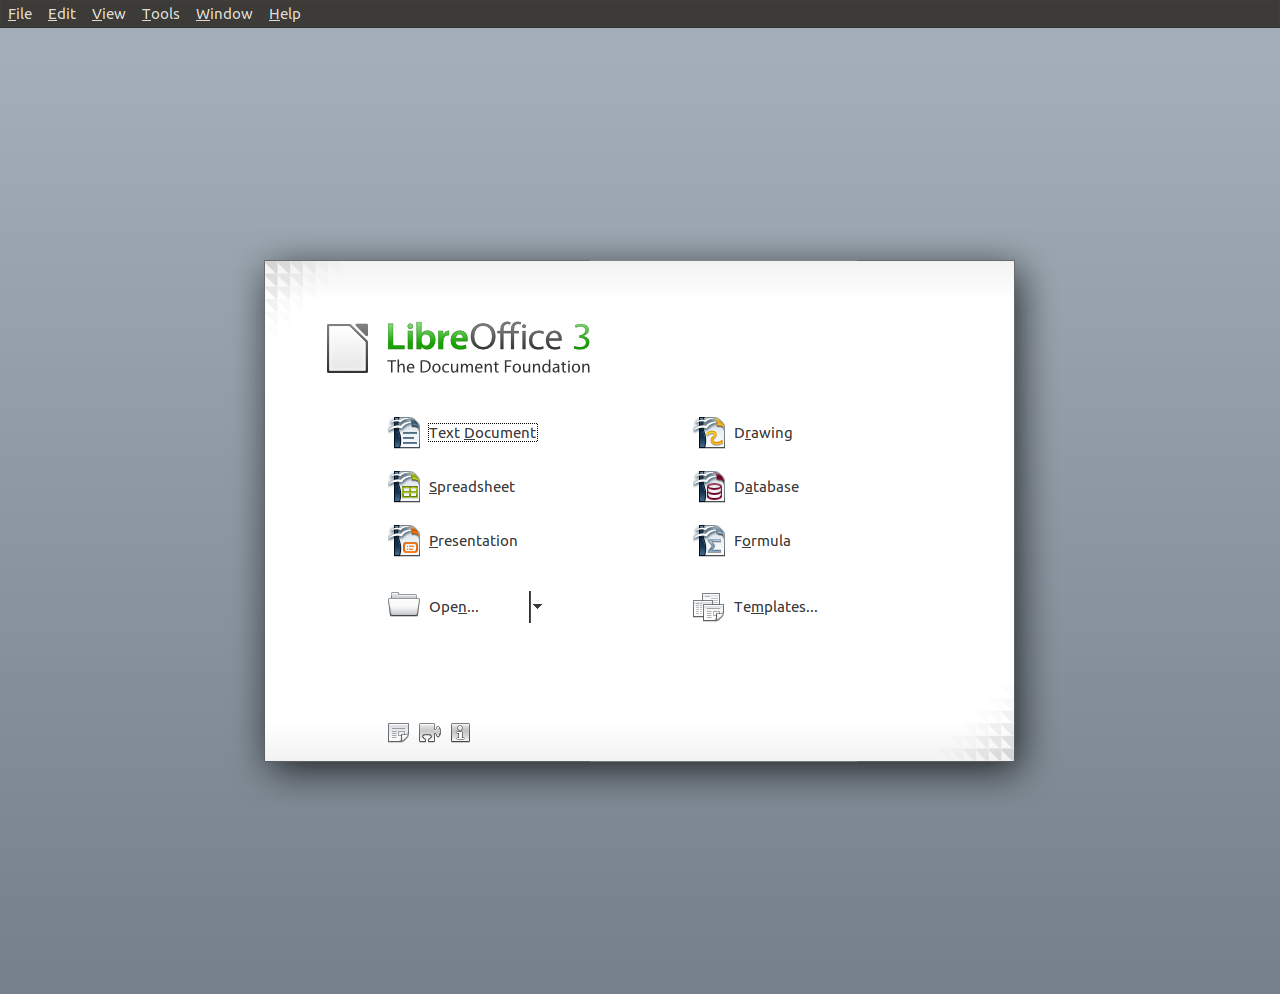 File Edit View Tools Window Help
LibreOffice 3
The Document Foundation
Text Document
Drawing
Spreadsheet
Database
Presentation
Formula
Open...
Templates...